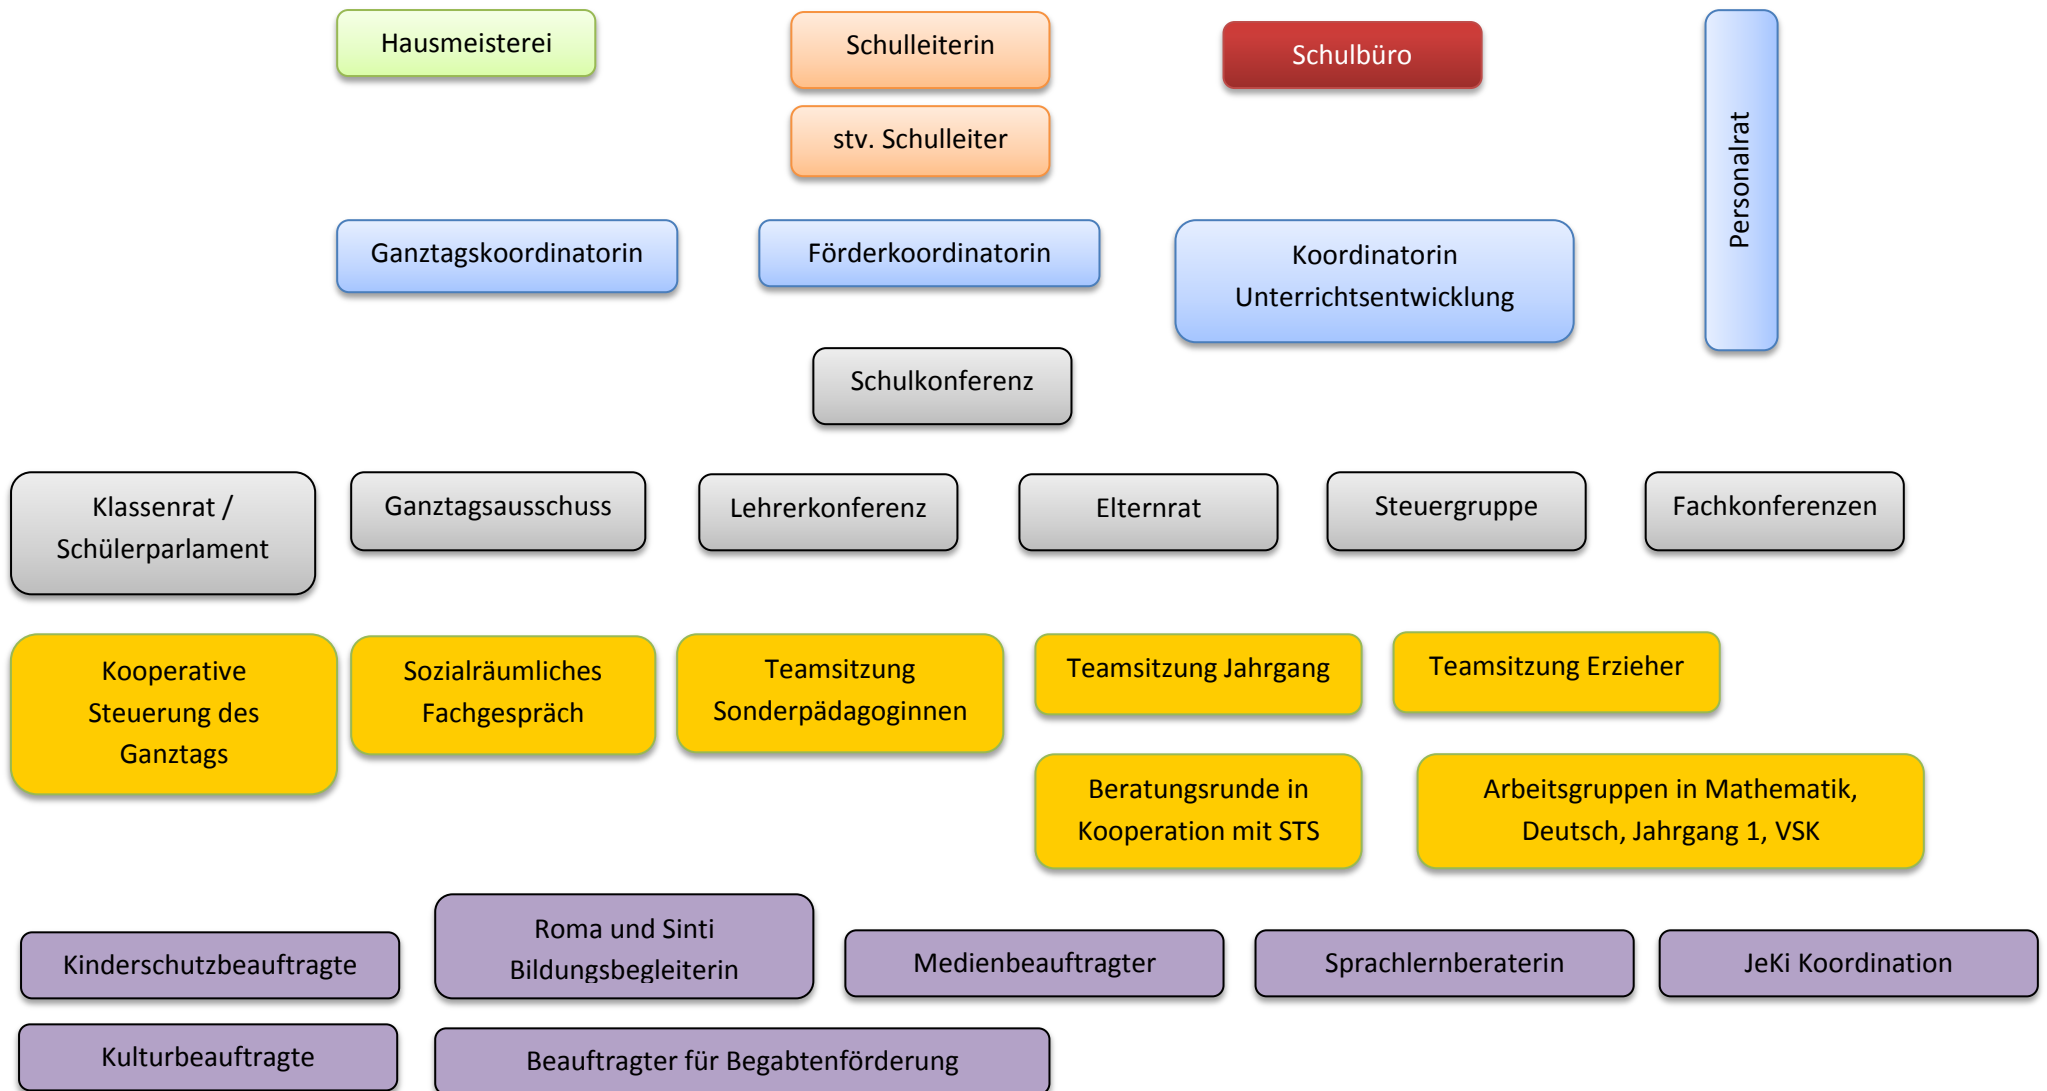 Hausmeisterei
Schulleiterin
Schulbüro
Personalrat
stv. Schulleiter
Ganztagskoordinatorin
Förderkoordinatorin
Koordinatorin
Unterrichtsentwicklung
Schulkonferenz
Klassenrat /
Schülerparlament
Ganztagsausschuss
Lehrerkonferenz
Elternrat
Steuergruppe
Fachkonferenzen
Kooperative
Steuerung des
Ganztags
Sozialräumliches
Fachgespräch
Teamsitzung
Sonderpädagoginnen
Teamsitzung Jahrgang
Teamsitzung Erzieher
Beratungsrunde in
Kooperation mit STS
Arbeitsgruppen in Mathematik,
Deutsch, Jahrgang 1, VSK
Kinderschutzbeauftragte
Roma und Sinti
Bildungsbegleiterin
Medienbeauftragter
Sprachlernberaterin
JeKi Koordination
Kulturbeauftragte
Beauftragter für Begabtenförderung